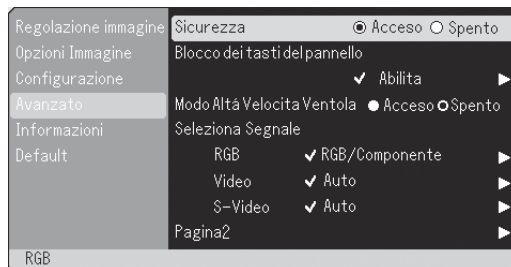 Regolazione immagine
Opzioni Immagine
Configurazione
Avanzato
Informazioni
Default
Sicurezza Acceso Spento
Blocco dei tasti del pannello
Abilita
Modo Altá Velocita Ventola Acceso Spento
Seleziona Segnale
RGB RGB/Componente
Video Auto
S-Video Auto
Pagina2
RGB